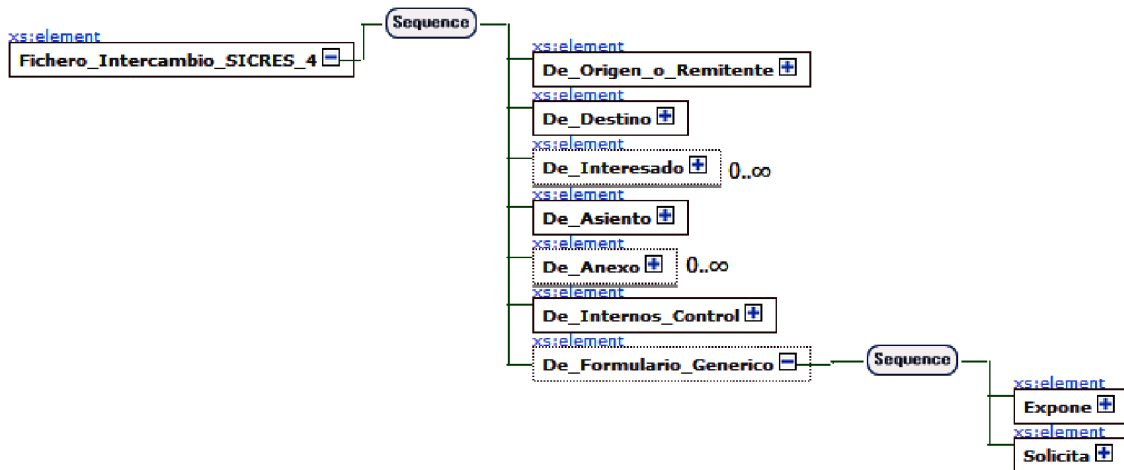 Sequence
xs:element
Fichero_Intercambio_SICRES_4
xs:element
De_Origen_o_Remitente
xs:element
De_Destino
xs:element
De_Interesado 0..∞
xs:element
De_Asiento
xs:element
De_Anexo 0..∞
xs:element
De_Internos_Control
xs:element
De_Formulario_Generico
Sequence
xs:element
Expone
xs:element
Solicita